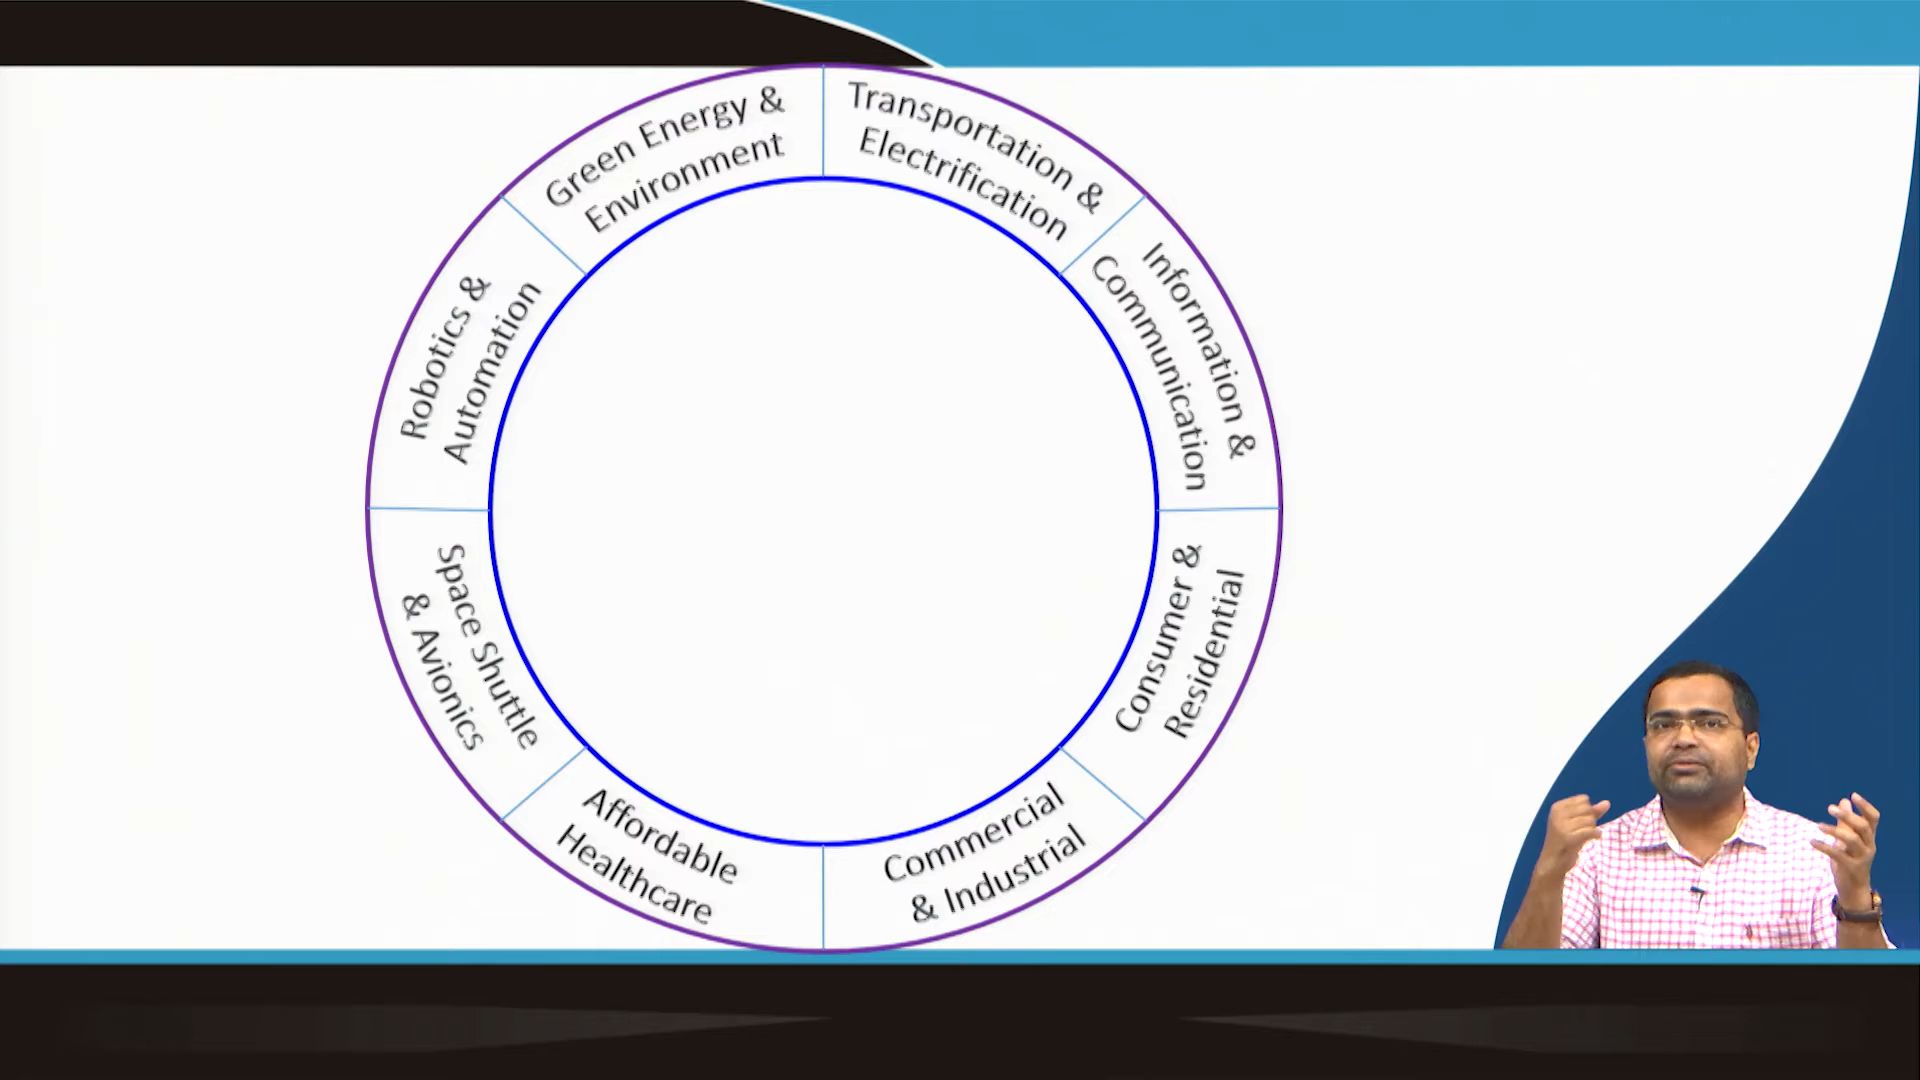 Transportation &
Electrification
Information &
Communication
Consumer &
Residential
Commercial
& Industrial
Affordable
Healthcare
Space Shuttle
& Avionics
Robotics &
Automation
Green Energy &
Environment